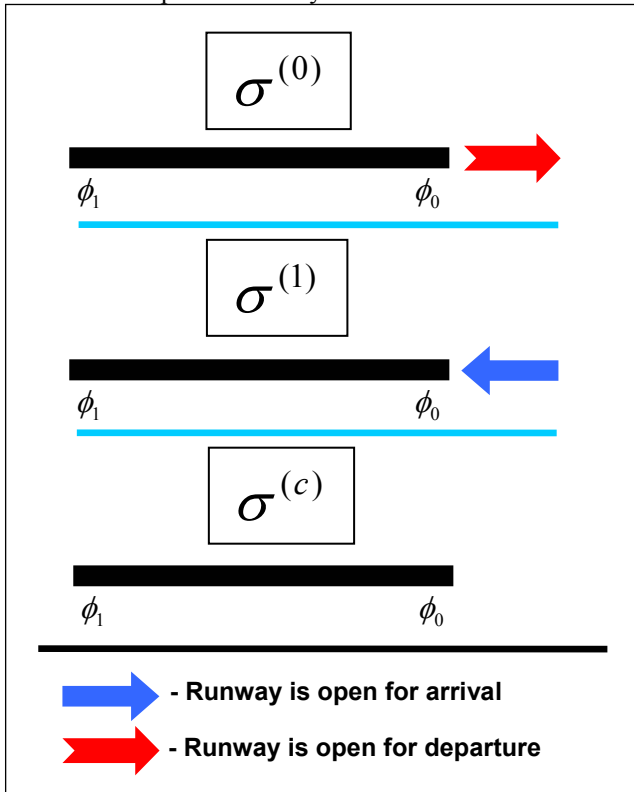 σ^(0)
ϕ₁ ϕ₀
σ^(1)
ϕ₁ ϕ₀
σ^(c)
ϕ₁ ϕ₀
- Runway is open for arrival
- Runway is open for departure